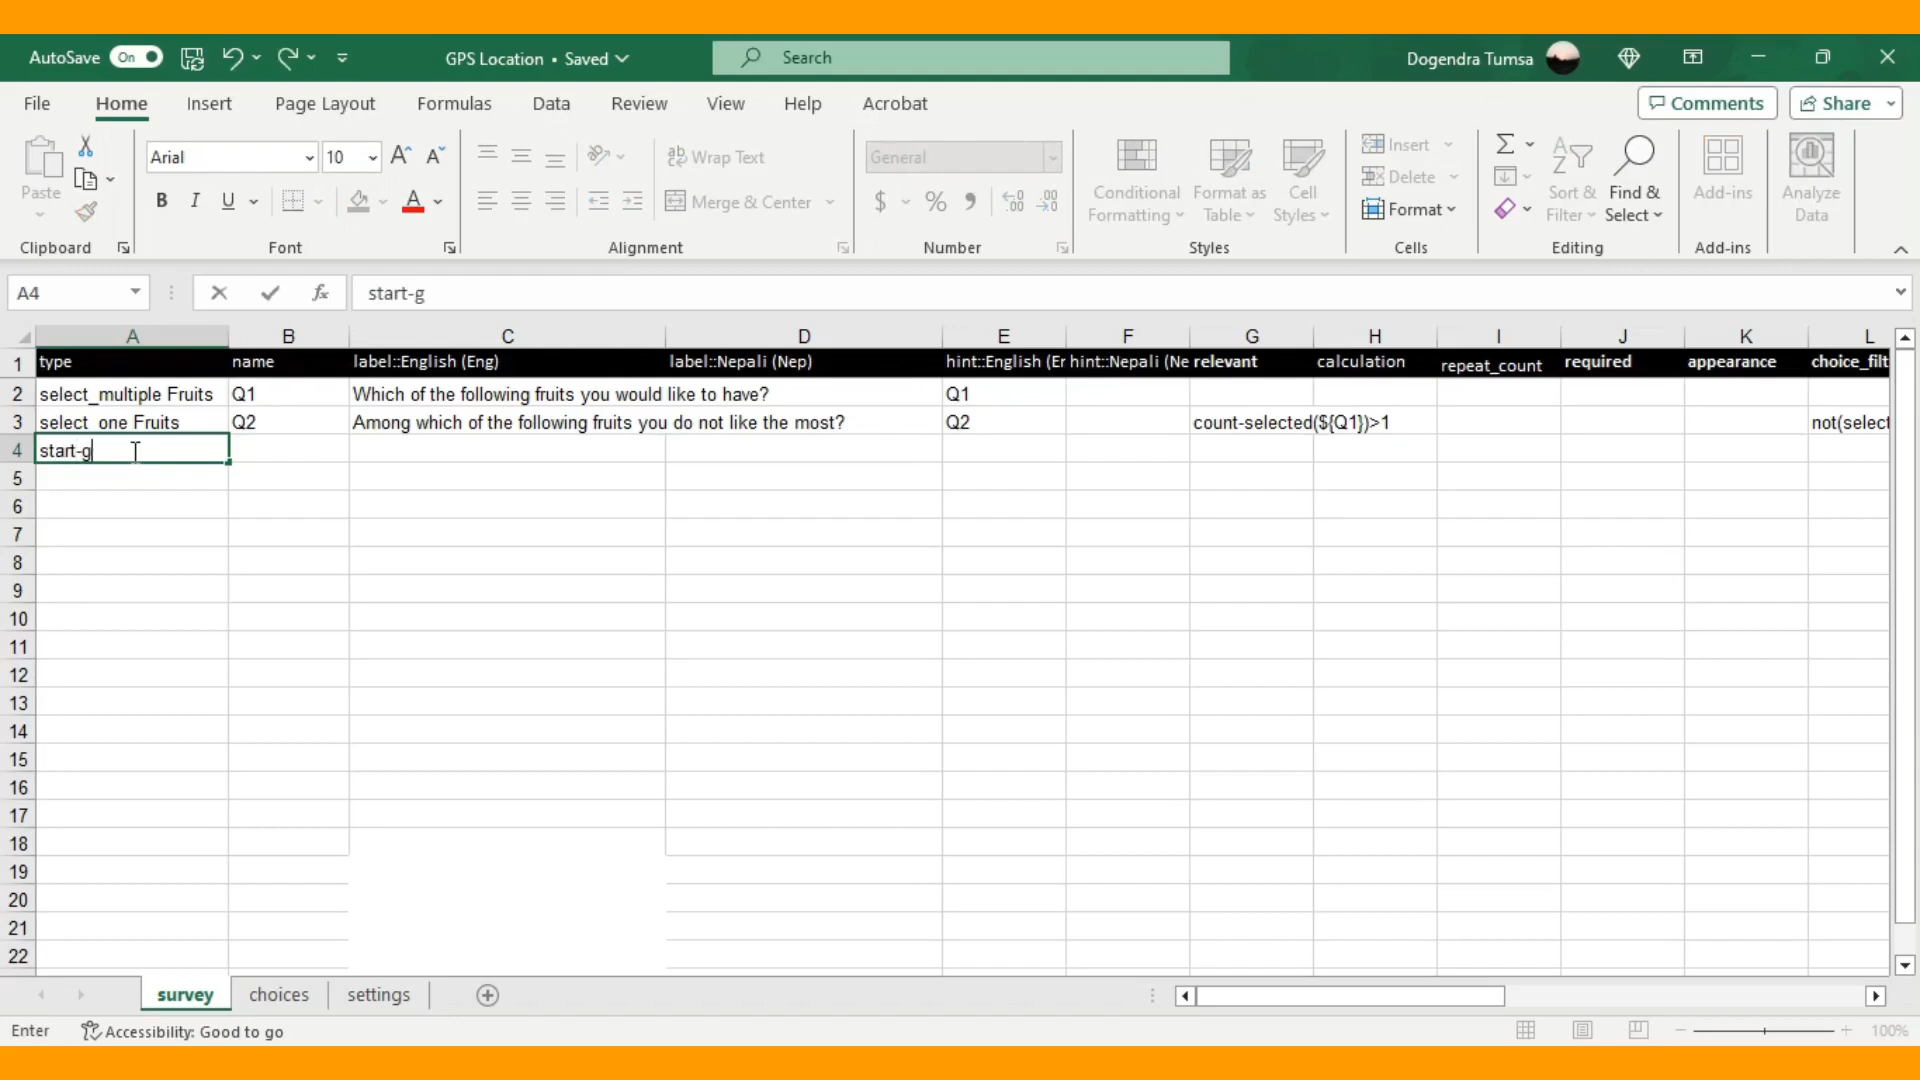 AutoSave On GPS Location • Saved Search Dogendra Tumsa
File Home Insert Page Layout Formulas Data Review View Help Acrobat Comments Share
Paste Arial 10 B I U A ab Wrap Text Merge & Center General $ % Conditional Formatting Format as Table Cell Styles Insert Delete Format Sort & Filter Find & Select Add-ins Analyze Data
Clipboard Font Alignment Number Styles Cells Editing Add-ins
A4 fx start-g
A B C D E F G H I J K L
1 type name label::English (Eng) label::Nepali (Nep) hint::English (Er hint::Nepali (Ne relevant calculation repeat_count required appearance choice_filt
2 select_multiple Fruits Q1 Which of the following fruits you would like to have? Q1
3 select_one Fruits Q2 Among which of the following fruits you do not like the most? Q2 count-selected(${Q1})>1 not(select
4 start-g
5
6
7
8
9
10
11
12
13
14
15
16
17
18
19
20
21
22
survey choices settings
Enter Accessibility: Good to go 100%